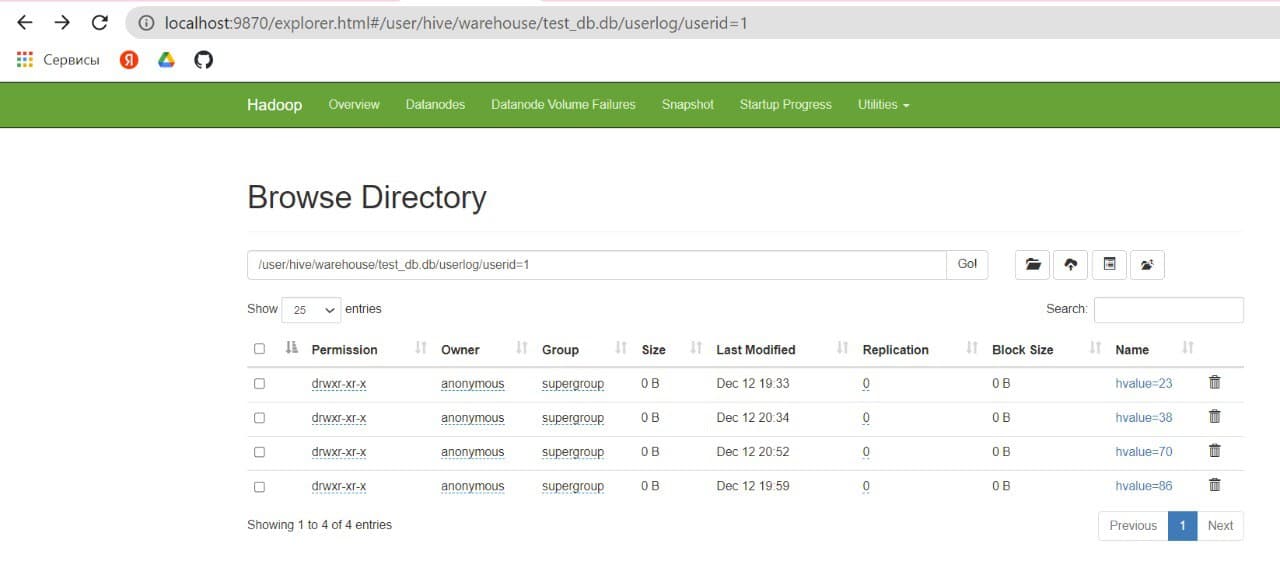 localhost:9870/explorer.html#/user/hive/warehouse/test_db.db/userlog/userid=1
Сервисы Я
Hadoop Overview Datanodes Datanode Volume Failures Snapshot Startup Progress Utilities
Browse Directory
/user/hive/warehouse/test_db.db/userlog/userid=1 Go!
Show 25 entries Search:
Permission Owner Group Size Last Modified Replication Block Size Name
drwxr-xr-x anonymous supergroup 0 B Dec 12 19:33 0 0 B hvalue=23
drwxr-xr-x anonymous supergroup 0 B Dec 12 20:34 0 0 B hvalue=38
drwxr-xr-x anonymous supergroup 0 B Dec 12 20:52 0 0 B hvalue=70
drwxr-xr-x anonymous supergroup 0 B Dec 12 19:59 0 0 B hvalue=86
Showing 1 to 4 of 4 entries Previous 1 Next